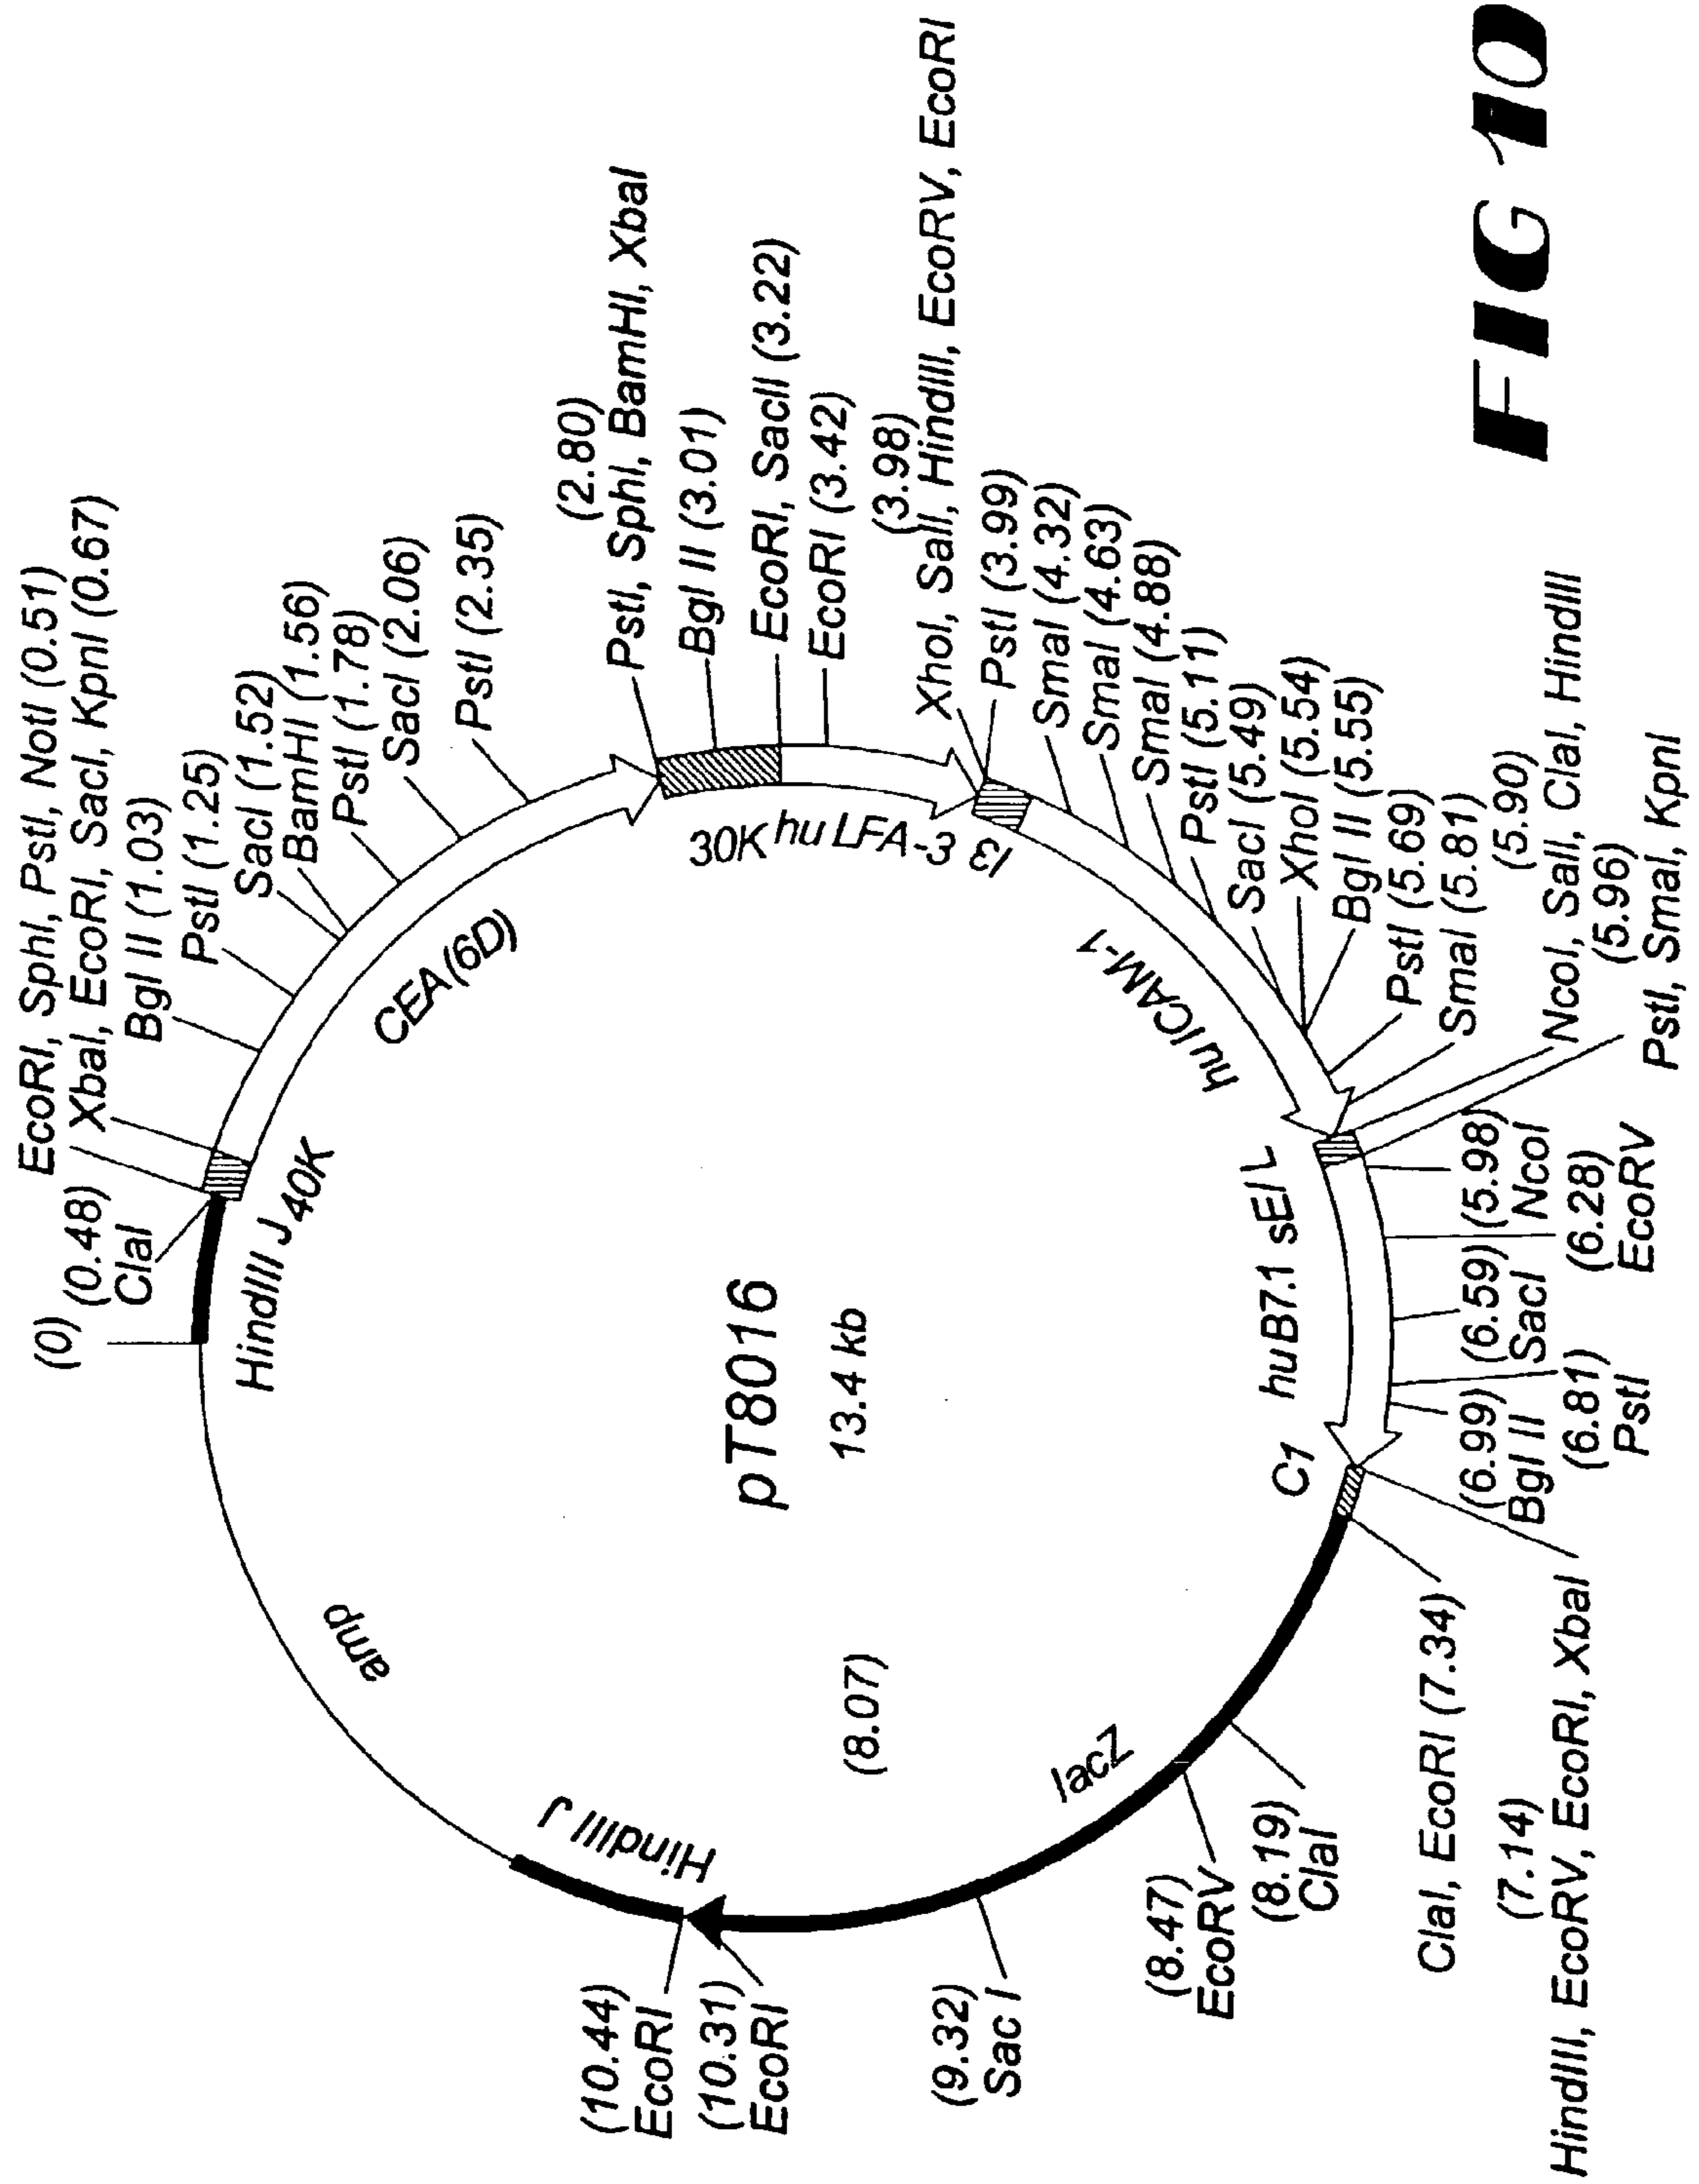 (0)
(0.48)
ClaI
EcoRI, SphI, PstI, NotI (0.51)
XbaI, EcoRI, SacI, KpnI (0.67)
Bgl II (1.03)
PstI (1.25)
SacI (1.52)
BamHI (1.56)
PstI (1.78)
SacI (2.06)
PstI (2.35)
(2.80)
PstI, SphI, BamHI, XbaI
Bgl II (3.01)
EcoRI, SacII (3.22)
EcoRI (3.42)
(3.98)
XhoI, SalI, HindIII, EcoRV, EcoRI
PstI (3.99)
SmaI (4.32)
SmaI (4.63)
SmaI (4.88)
PstI (5.11)
SacI (5.49)
XhoI (5.54)
Bgl II (5.55)
PstI (5.69)
SmaI (5.81)
(5.90)
NcoI, SalI, ClaI, HindIII
(5.96)
PstI, SmaI, KpnI
(5.98)
NcoI
(6.28)
EcoRV
(6.59)
SacI
(6.81)
PstI
(6.99)
Bgl II
(7.14)
HindIII, EcoRV, EcoRI, XbaI
ClaI, EcoRI (7.34)
(8.19)
ClaI
(8.47)
EcoRV
(9.32)
Sac I
(10.31)
EcoRI
(10.44)
EcoRI
HindIII J
40K
CEA(6D)
30K
hu LFA-3
I3
huICAM-1
sE/L
huB7.1
C1
lacZ
(8.07)
HindIII J
amp
pT8016
13.4 kb
FIG 10